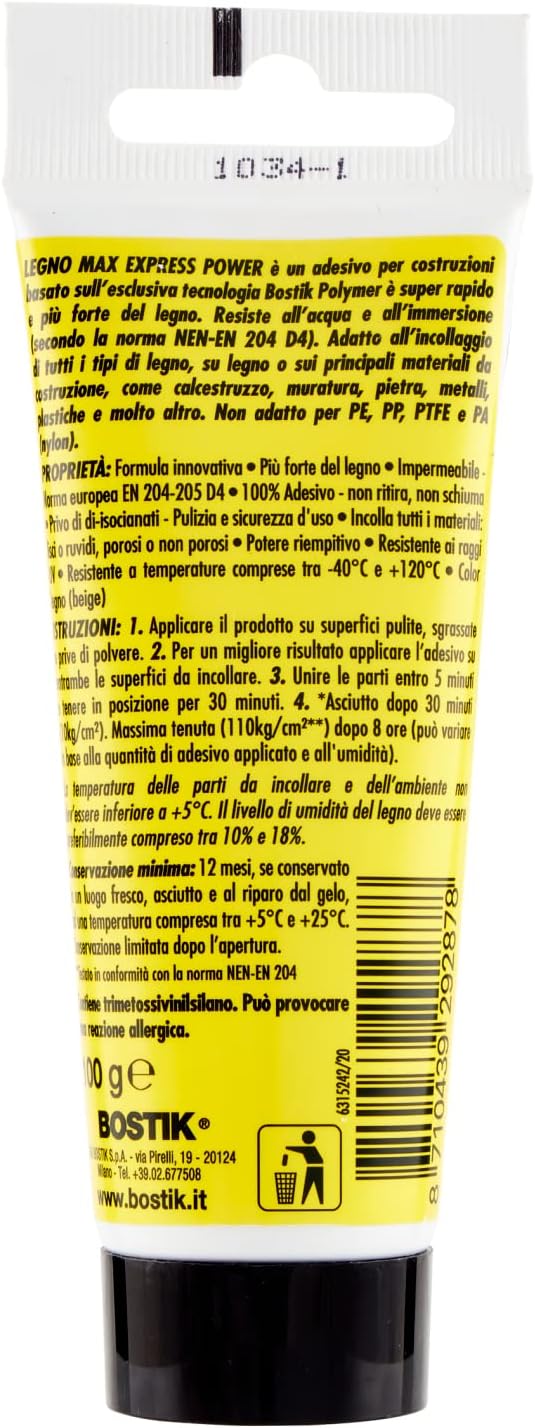 1034-1
LEGNO MAX EXPRESS POWER è un adesivo per costruzioni
basato sull'esclusiva tecnologia Bostik Polymer è super rapido
e più forte del legno. Resiste all'acqua e all'immersione
(secondo la norma NEN-EN 204 D4). Adatto all'incollaggio
di tutti i tipi di legno, su legno o sui principali materiali da
costruzione, come calcestruzzo, muratura, pietra, metalli,
plastiche e molto altro. Non adatto per PE, PP, PTFE e PA
(nylon).
PROPRIETÀ: Formula innovativa • Più forte del legno • Impermeabile -
Norma europea EN 204-205 D4 • 100% Adesivo - non ritira, non schiuma
• Privo di di-isocianati - Pulizia e sicurezza d'uso • Incolla tutti i materiali:
lisci o ruvidi, porosi o non porosi • Potere riempitivo • Resistente ai raggi
UV • Resistente a temperature comprese tra -40°C e +120°C • Color
legno (beige)
ISTRUZIONI: 1. Applicare il prodotto su superfici pulite, sgrassate
e prive di polvere. 2. Per un migliore risultato applicare l'adesivo su
entrambe le superfici da incollare. 3. Unire le parti entro 5 minuti
e tenere in posizione per 30 minuti. 4. *Asciutto dopo 30 minuti
0kg/cm²). Massima tenuta (110kg/cm²**) dopo 8 ore (può variare
in base alla quantità di adesivo applicato e all'umidità).
La temperatura delle parti da incollare e dell'ambiente non
dev'essere inferiore a +5°C. Il livello di umidità del legno deve essere
preferibilmente compreso tra 10% e 18%.
Conservazione minima: 12 mesi, se conservato
in un luogo fresco, asciutto e al riparo dal gelo,
ad una temperatura compresa tra +5°C e +25°C.
Conservazione limitata dopo l'apertura.
*Testato in conformità con la norma NEN-EN 204
Contiene trimetossivinilsilano. Può provocare
una reazione allergica.
100 g ℮
BOSTIK®
BOSTIK S.p.A. - via Pirelli, 19 - 20124
Milano - Tel. +39.02.677508
www.bostik.it
6315242/20
8 710439 292878